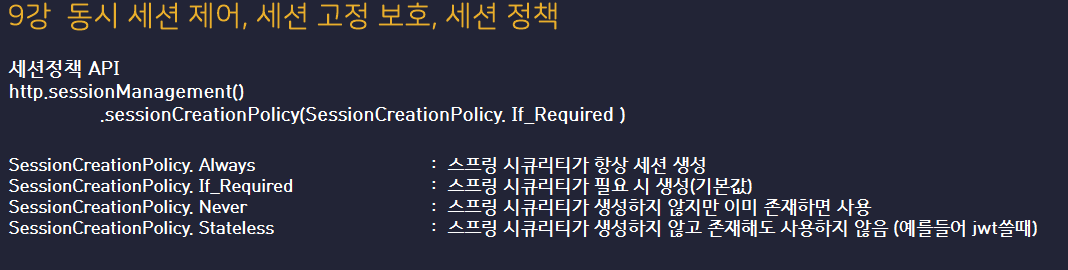 9강 동시 세션 제어, 세션 고정 보호, 세션 정책
세션정책 API
http.sessionManagement()
.sessionCreationPolicy(SessionCreationPolicy. If_Required )
SessionCreationPolicy. Always : 스프링 시큐리티가 항상 세션 생성
SessionCreationPolicy. If_Required : 스프링 시큐리티가 필요 시 생성(기본값)
SessionCreationPolicy. Never : 스프링 시큐리티가 생성하지 않지만 이미 존재하면 사용
SessionCreationPolicy. Stateless : 스프링 시큐리티가 생성하지 않고 존재해도 사용하지 않음 (예를들어 jwt쓸때)